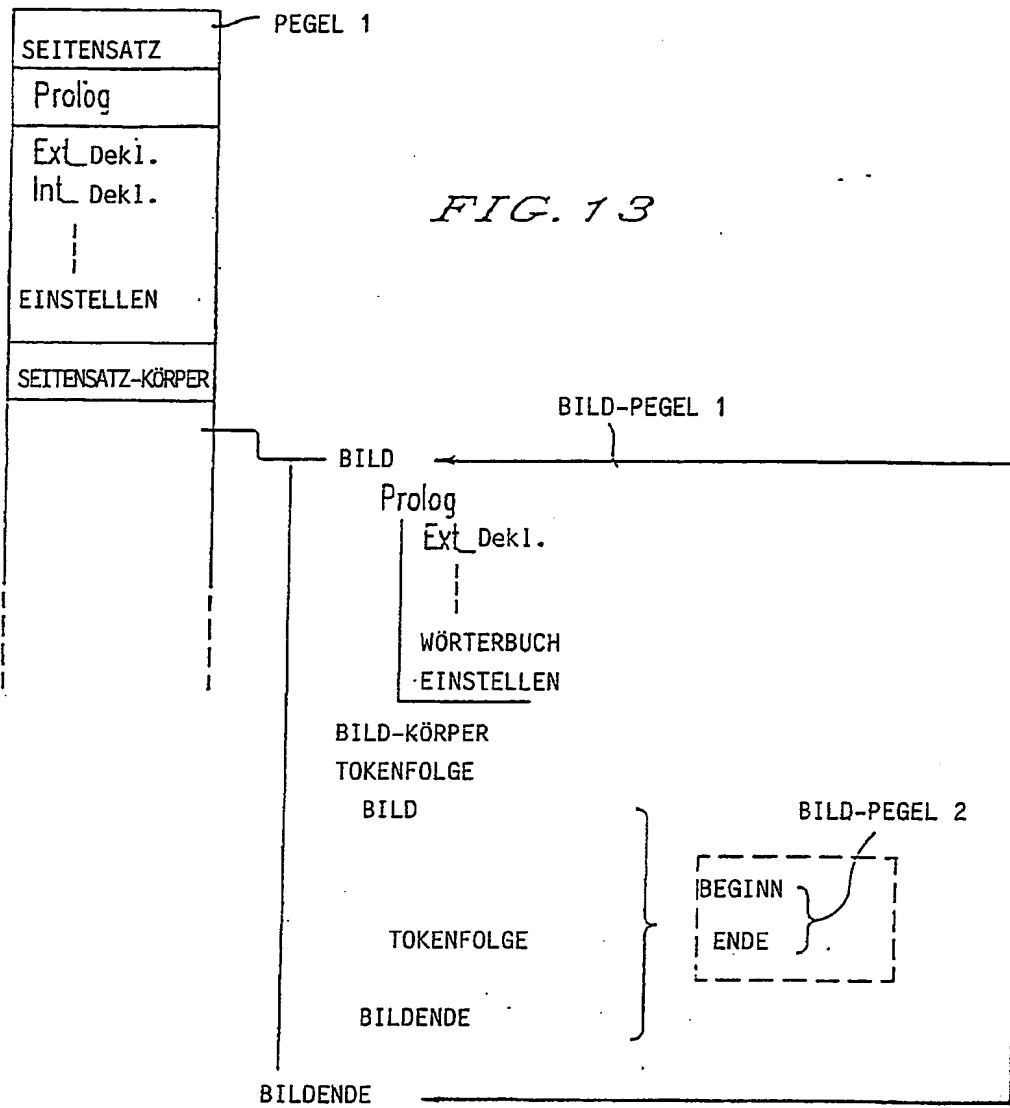 PEGEL 1
SEITENSATZ
Prolog
Ext_Dekl.
Int_Dekl.
FIG. 13
EINSTELLEN
SEITENSATZ-KÖRPER
BILD-PEGEL 1
BILD
Prolog
Ext_Dekl.
WÖRTERBUCH
EINSTELLEN
BILD-KÖRPER
TOKENFOLGE
BILD
BILD-PEGEL 2
BEGINN
TOKENFOLGE
ENDE
BILDENDE
BILDENDE